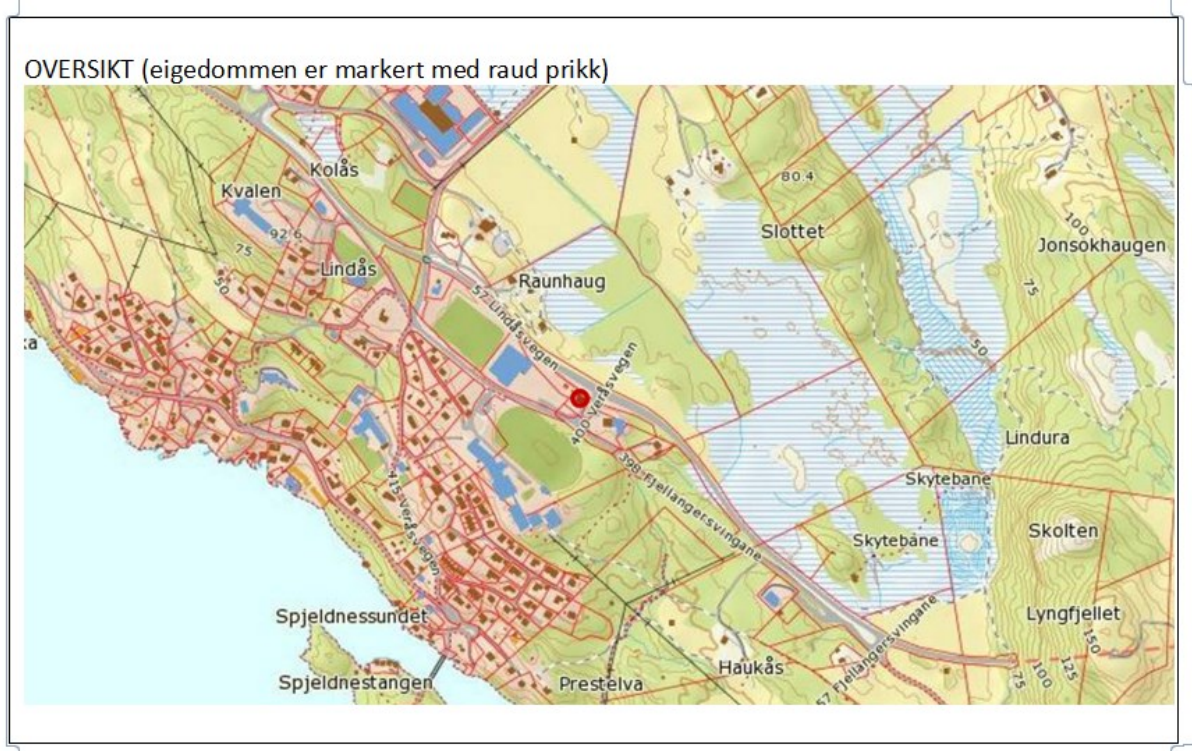 OVERSIKT (eigedommen er markert med raud prikk)
Kolås
Kvalen
80.4
92.6
75
Slottet
100
Jonsokhaugen
Lindås
50
Raunhaug
57 Lindåsvegen
75
ka
50
400 Veråsvegen
Lindura
398 Fjellangersvingane
Skytebane
415 Veråsvegen
Skytebane
Skolten
Spjeldnessundet
Lyngfjellet
150
Haukås
57 Fjellangersvingane
125
100
75
Spjeldnestangen
Prestelva